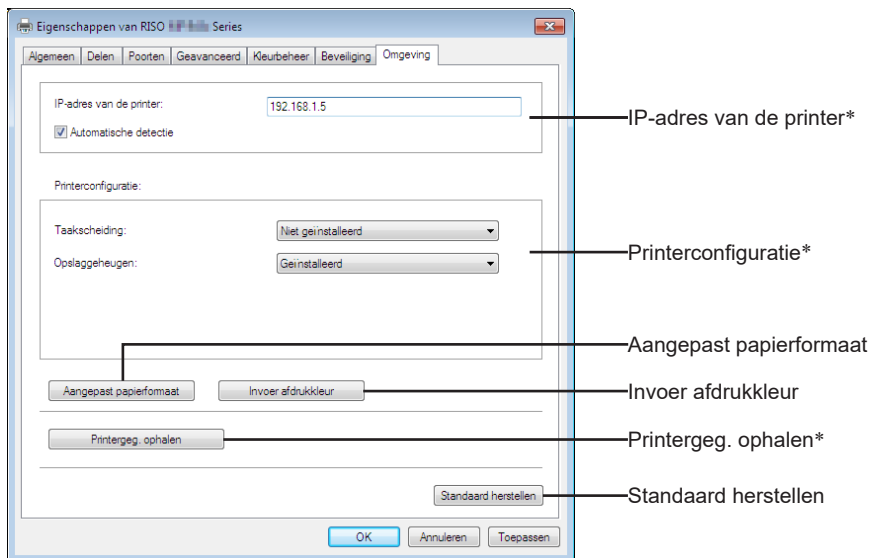 Eigenschappen van RISO Series
Algemeen Delen Poorten Geavanceerd Kleurbeheer Beveiliging Omgeving
IP-adres van de printer: 192.168.1.5
Automatische detectie
IP-adres van de printer*
Printerconfiguratie:
Taakscheiding: Niet geïnstalleerd
Opslaggeheugen: Geïnstalleerd
Printerconfiguratie*
Aangepast papierformaat
Aangepast papierformaat Invoer afdrukkleur
Invoer afdrukkleur
Printergeg. ophalen
Printergeg. ophalen*
Standaard herstellen
Standaard herstellen
OK Annuleren Toepassen